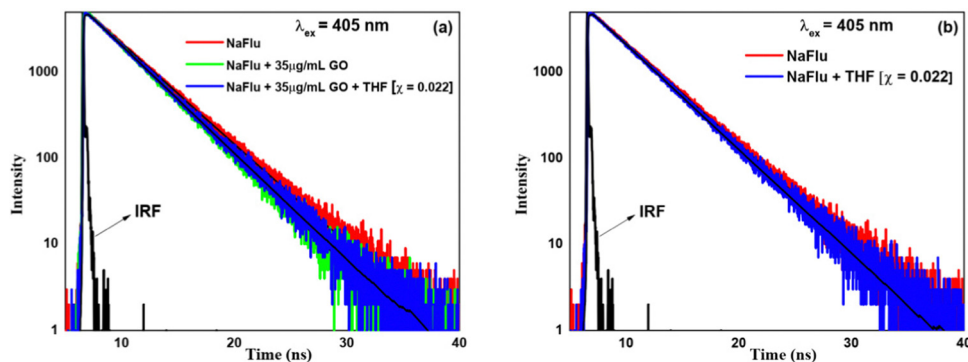 λex = 405 nm (a)
NaFlu
NaFlu + 35μg/mL GO
NaFlu + 35μg/mL GO + THF [χ = 0.022]
IRF
Intensity
1000
100
10
1
10 20 30 40
Time (ns)
λex = 405 nm (b)
NaFlu
NaFlu + THF [χ = 0.022]
IRF
Intensity
1000
100
10
1
10 20 30 40
Time (ns)